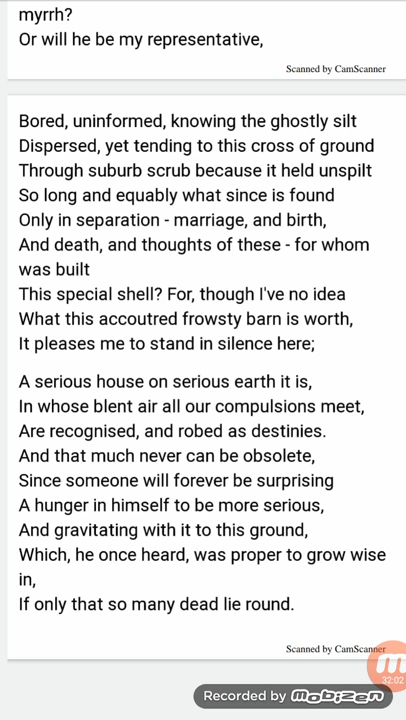 myrrh?
Or will he be my representative,
Scanned by CamScanner
Bored, uninformed, knowing the ghostly silt
Dispersed, yet tending to this cross of ground
Through suburb scrub because it held unspilt
So long and equably what since is found
Only in separation - marriage, and birth,
And death, and thoughts of these - for whom
was built
This special shell? For, though I've no idea
What this accoutred frowsty barn is worth,
It pleases me to stand in silence here;
A serious house on serious earth it is,
In whose blent air all our compulsions meet,
Are recognised, and robed as destinies.
And that much never can be obsolete,
Since someone will forever be surprising
A hunger in himself to be more serious,
And gravitating with it to this ground,
Which, he once heard, was proper to grow wise
in,
If only that so many dead lie round.
Scanned by CamScanner
32:02
Recorded by mobizen